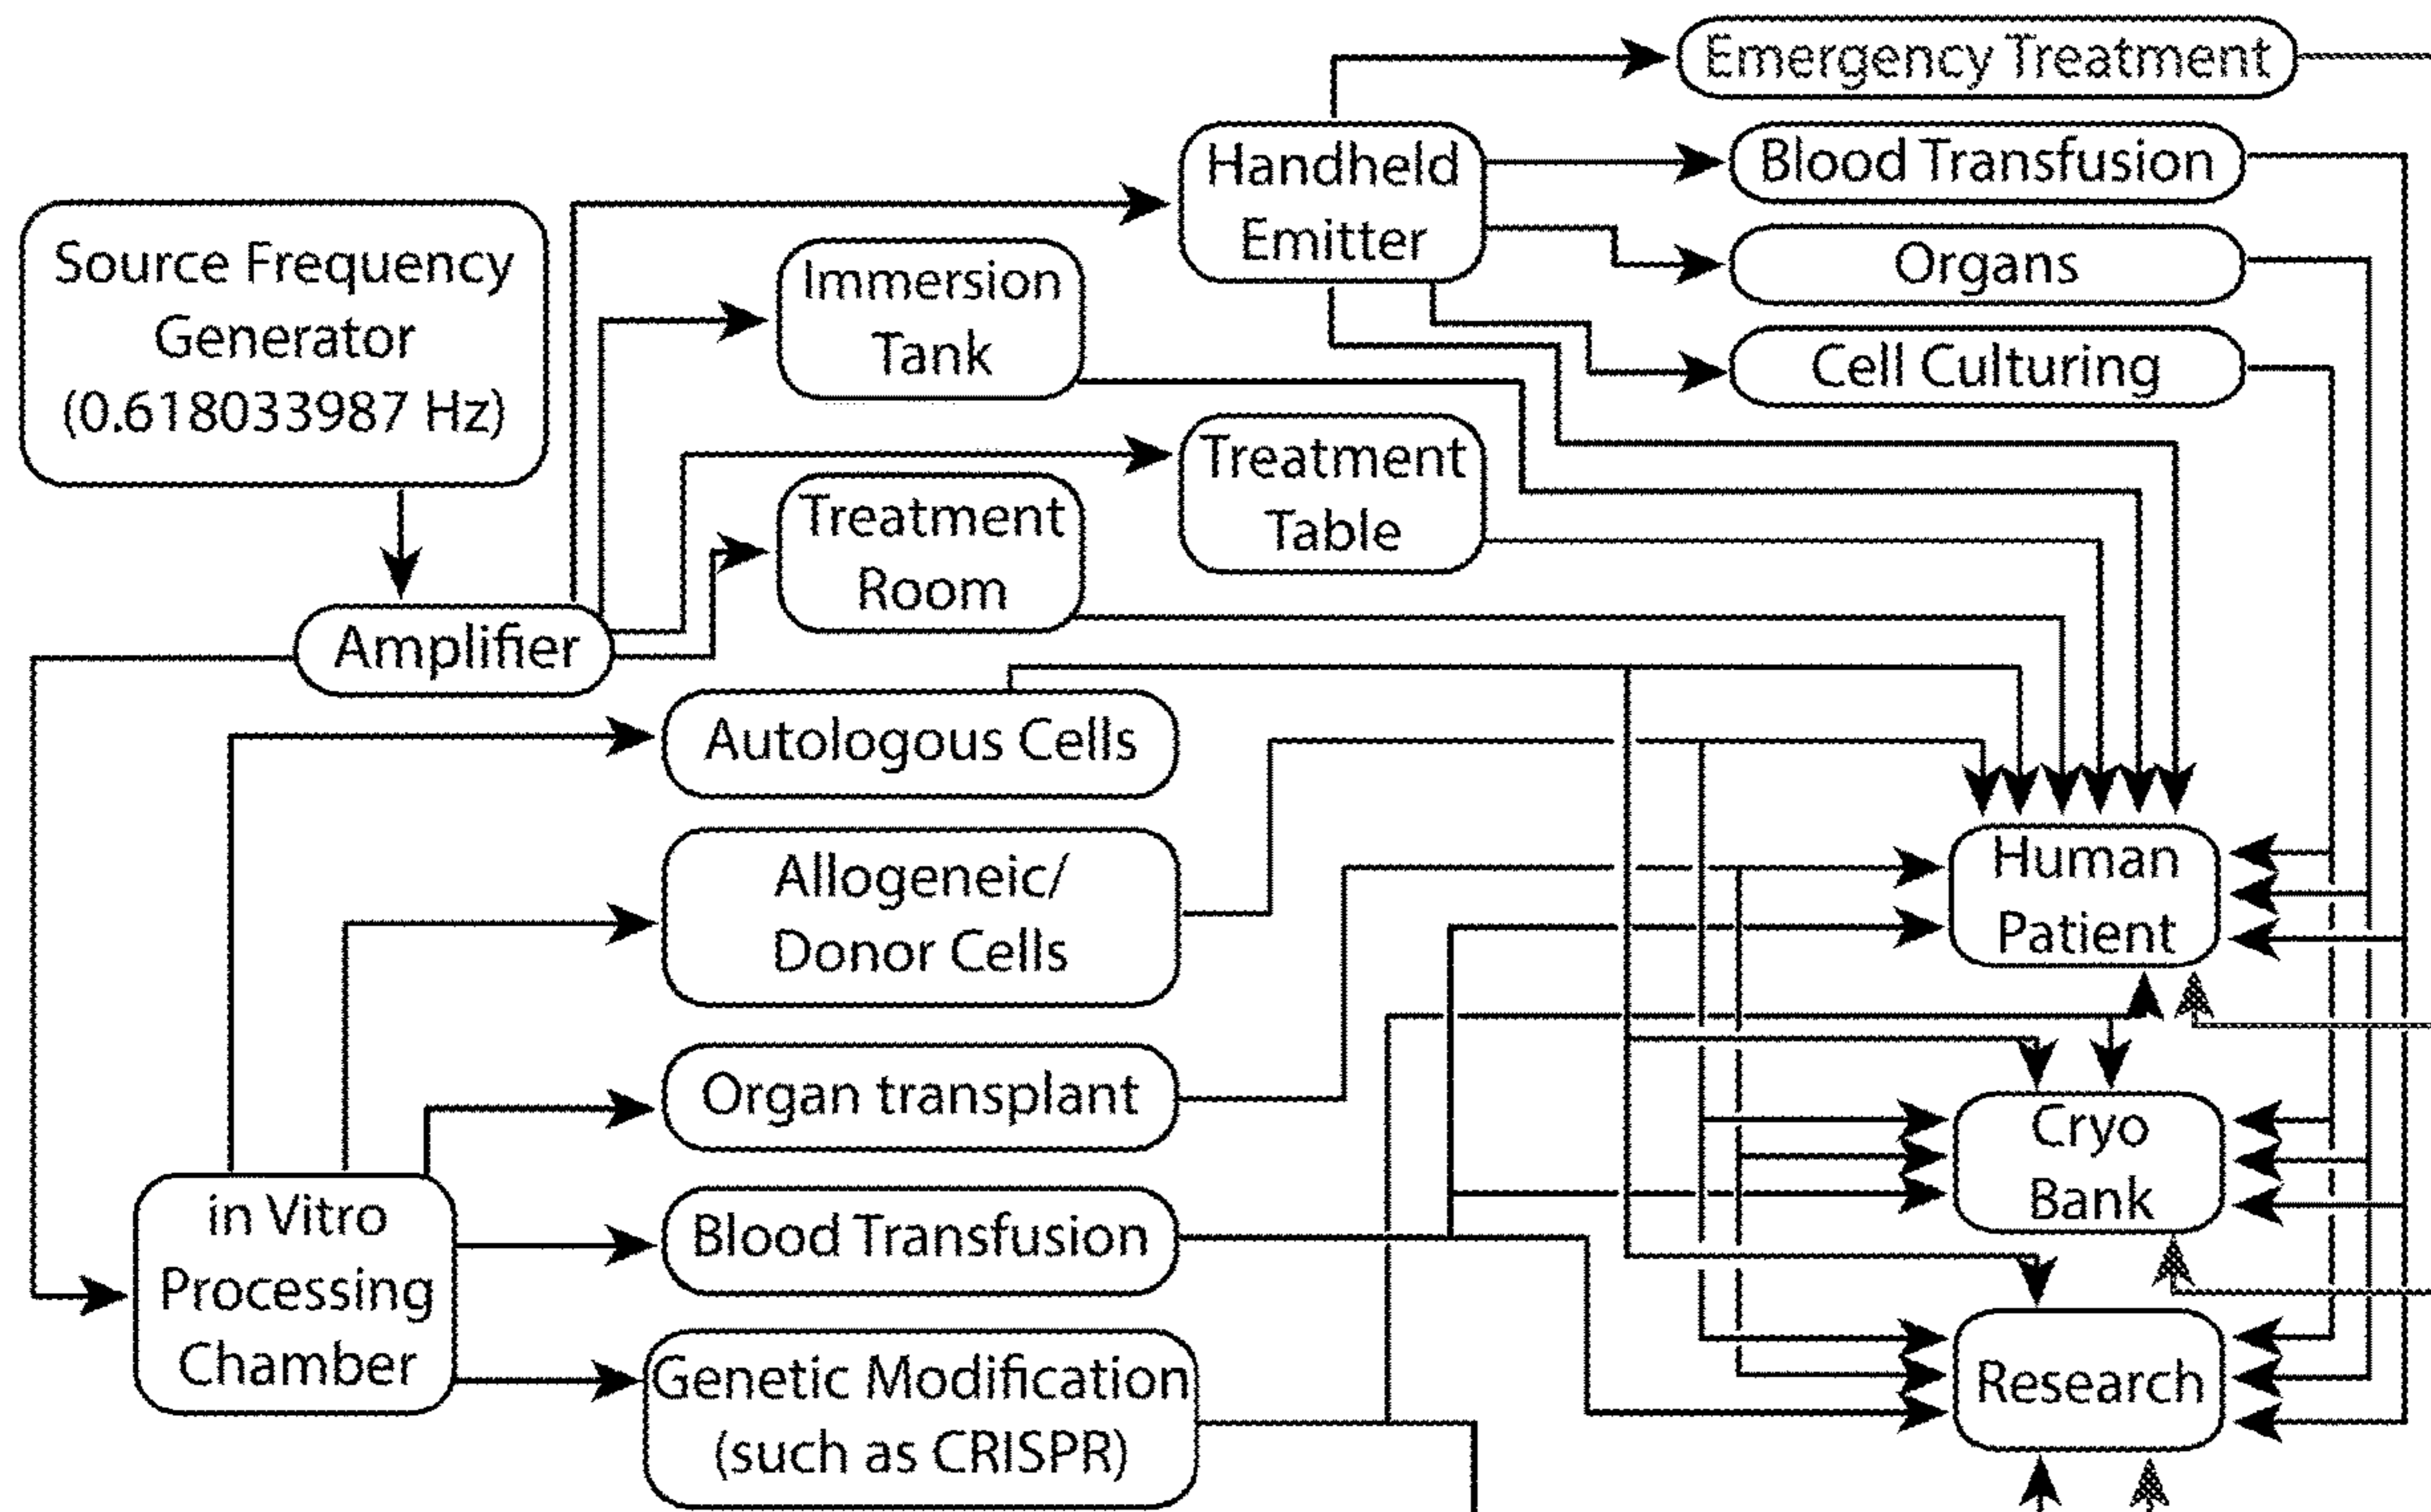 Emergency Treatment
Handheld
Emitter
Blood Transfusion
Organs
Cell Culturing
Source Frequency
Generator
(0.618033987 Hz)
Immersion
Tank
Treatment
Table
Treatment
Room
Amplifier
Autologous Cells
Allogeneic/
Donor Cells
Human
Patient
Organ transplant
Cryo
Bank
in Vitro
Processing
Chamber
Blood Transfusion
Genetic Modification
(such as CRISPR)
Research